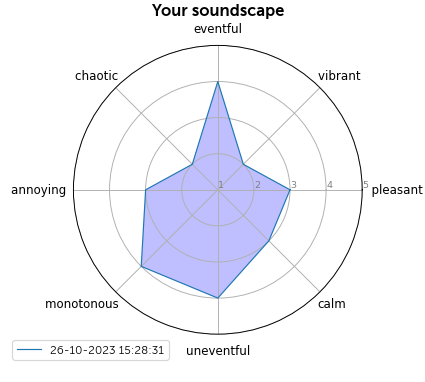 Your soundscape
eventful
chaotic
vibrant
annoying
1
2
3
4
5
pleasant
monotonous
calm
uneventful
26-10-2023 15:28:31